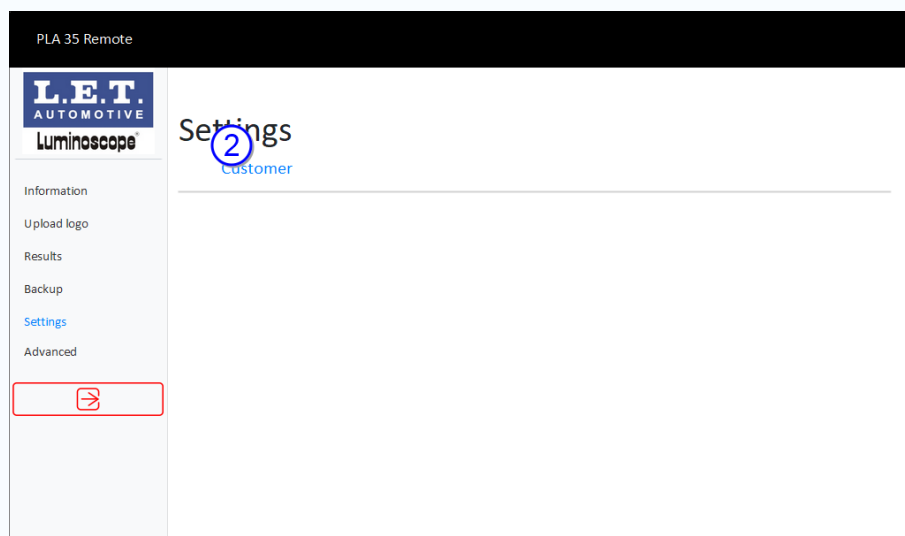 PLA 35 Remote
L.E.T.
AUTOMOTIVE
Luminoscope®
Settings
2
Customer
Information
Upload logo
Results
Backup
Settings
Advanced